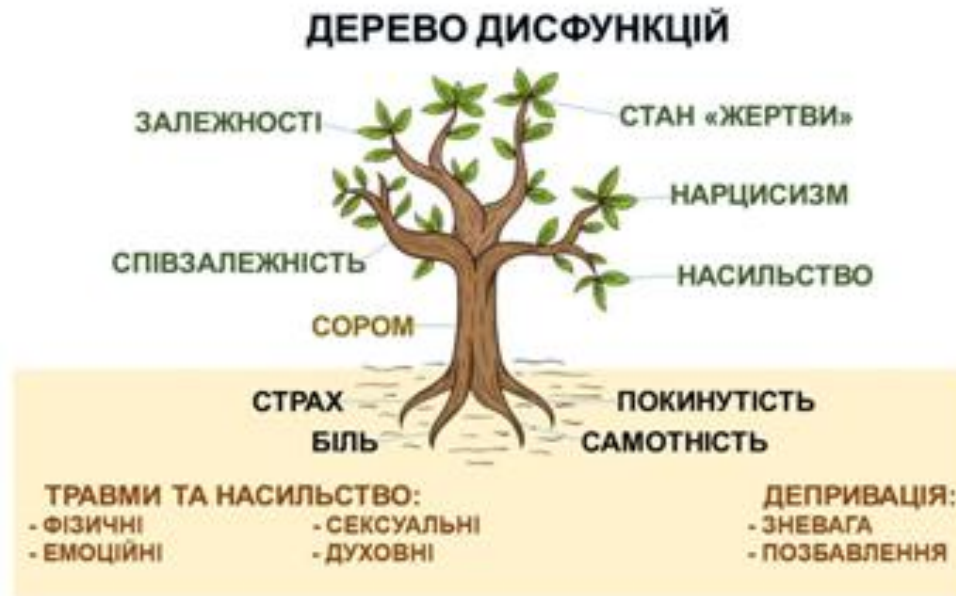 ДЕРЕВО ДИСФУНКЦІЙ
ЗАЛЕЖНОСТІ
СТАН «ЖЕРТВИ»
НАРЦИСИЗМ
СПІВЗАЛЕЖНІСТЬ
НАСИЛЬСТВО
СОРОМ
СТРАХ
ПОКИНУТІСТЬ
БІЛЬ
САМОТНІСТЬ
ТРАВМИ ТА НАСИЛЬСТВО:
- ФІЗИЧНІ
- ЕМОЦІЙНІ
- СЕКСУАЛЬНІ
- ДУХОВНІ
ДЕПРИВАЦІЯ:
- ЗНЕВАГА
- ПОЗБАВЛЕННЯ